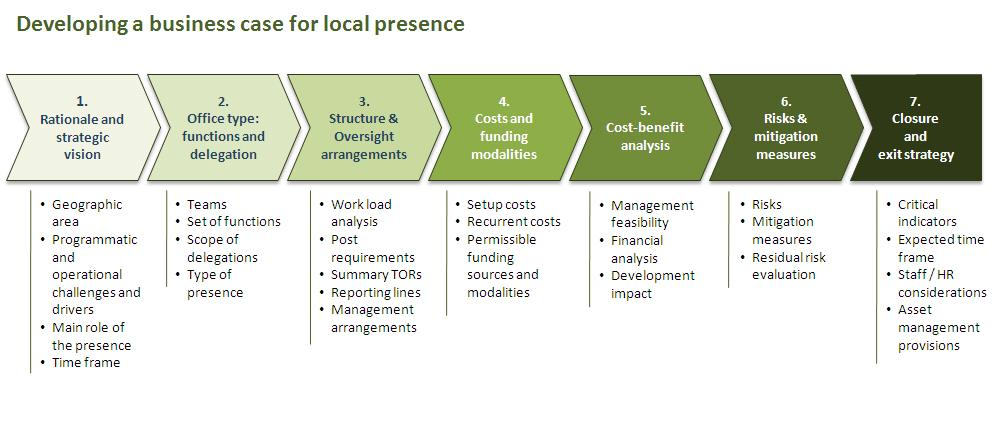 Developing a business case for local presence
1.
Rationale and
strategic
vision
• Geographic
area
• Programmatic
and
operational
challenges and
drivers
• Main role of
the presence
• Time frame
2.
Office type:
functions and
delegation
• Teams
• Set of functions
• Scope of
delegations
• Type of
presence
3.
Structure &
Oversight
arrangements
• Work load
analysis
• Post
requirements
• Summary TORs
• Reporting lines
• Management
arrangements
4.
Costs and
funding
modalities
• Setup costs
• Recurrent costs
• Permissible
funding
sources and
modalities
5.
Cost-benefit
analysis
• Management
feasibility
• Financial
analysis
• Development
impact
6.
Risks &
mitigation
measures
• Risks
• Mitigation
measures
• Residual risk
evaluation
7.
Closure
and
exit strategy
• Critical
indicators
• Expected time
frame
• Staff / HR
considerations
• Asset
management
provisions